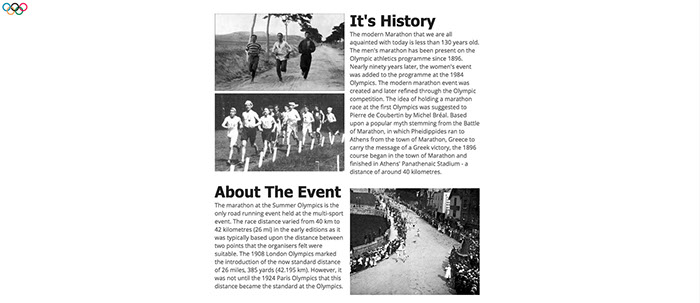 It's History
The modern Marathon that we are all
aquainted with today is less than 130 years old.
The men's marathon has been present on the
Olympic athletics programme since 1896.
Nearly ninety years later, the women's event
was added to the programme at the 1984
Olympics. The modern marathon event was
created and later refined through the Olympic
competition. The idea of holding a marathon
race at the first Olympics was suggested to
Pierre de Coubertin by Michel Bréal. Based
upon a popular myth stemming from the Battle
of Marathon, in which Pheidippides ran to
Athens from the town of Marathon, Greece to
carry the message of a Greek victory, the 1896
course began in the town of Marathon and
finished in Athens' Panathenaic Stadium - a
distance of around 40 kilometres.
About The Event
The marathon at the Summer Olympics is the
only road running event held at the multi-sport
event. The race distance varied from 40 km to
42 kilometres (26 mi) in the early editions as it
was typically based upon the distance between
two points that the organisers felt were
suitable. The 1908 London Olympics marked
the introduction of the now standard distance
of 26 miles, 385 yards (42.195 km). However, it
was not until the 1924 Paris Olympics that this
distance became the standard at the Olympics.